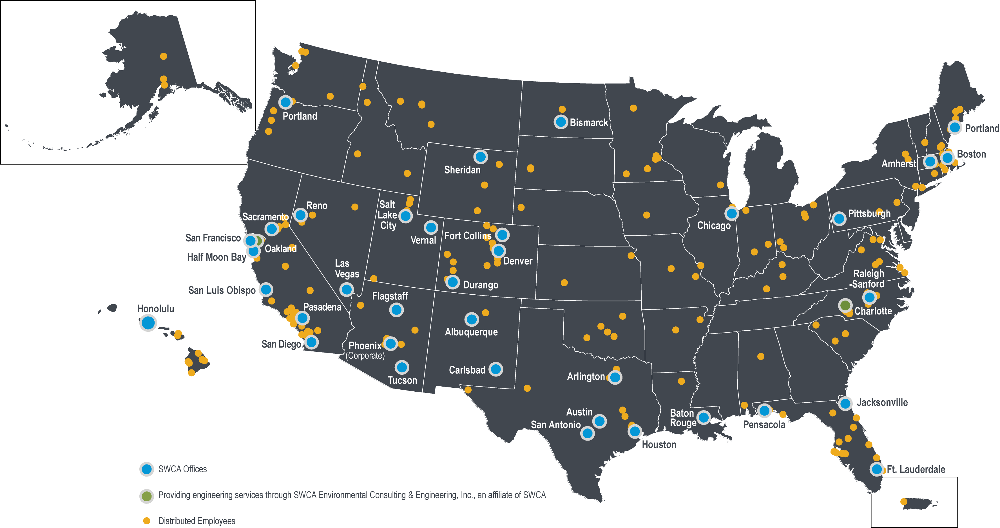 Portland
Bismarck
Portland
Boston
Amherst
Sheridan
Reno
Salt
Lake
City
Sacramento
Pittsburgh
Chicago
Vernal
Fort Collins
San Francisco
Oakland
Half Moon Bay
Denver
Las
Vegas
Raleigh
-Sanford
Durango
San Luis Obispo
Flagstaff
Pasadena
Honolulu
Charlotte
Albuquerque
San Diego
Phoenix
(Corporate)
Carlsbad
Arlington
Tucson
Jacksonville
Austin
Baton
Rouge
San Antonio
Pensacola
Houston
SWCA Offices
Ft. Lauderdale
Providing engineering services through SWCA Environmental Consulting & Engineering, Inc., an affiliate of SWCA
Distributed Employees